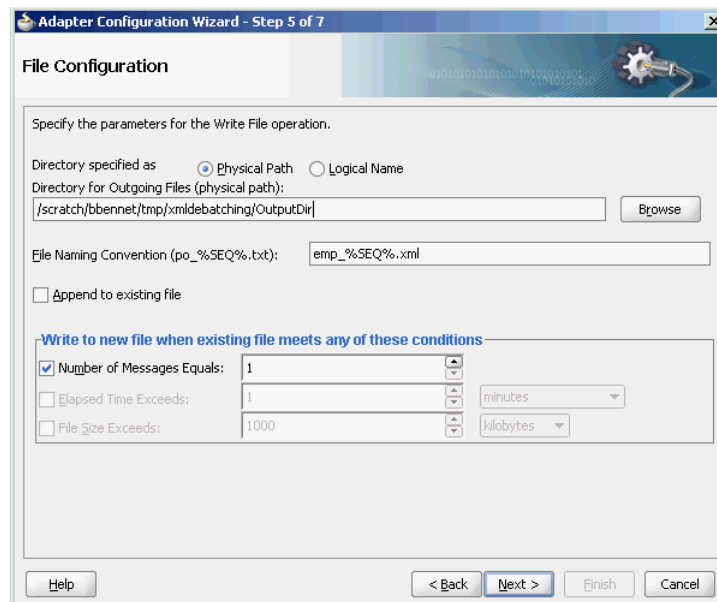 Adapter Configuration Wizard - Step 5 of 7
File Configuration
Specify the parameters for the Write File operation.
Directory specified as Physical Path Logical Name
Directory for Outgoing Files (physical path):
/scratch/bbennet/tmp/xmldebatching/OutputDir Browse
File Naming Convention (po_%SEQ%.txt): emp_%SEQ%.xml
Append to existing file
Write to new file when existing file meets any of these conditions
Number of Messages Equals: 1
Elapsed Time Exceeds: 1 minutes
File Size Exceeds: 1000 kilobytes
Help < Back Next > Finish Cancel